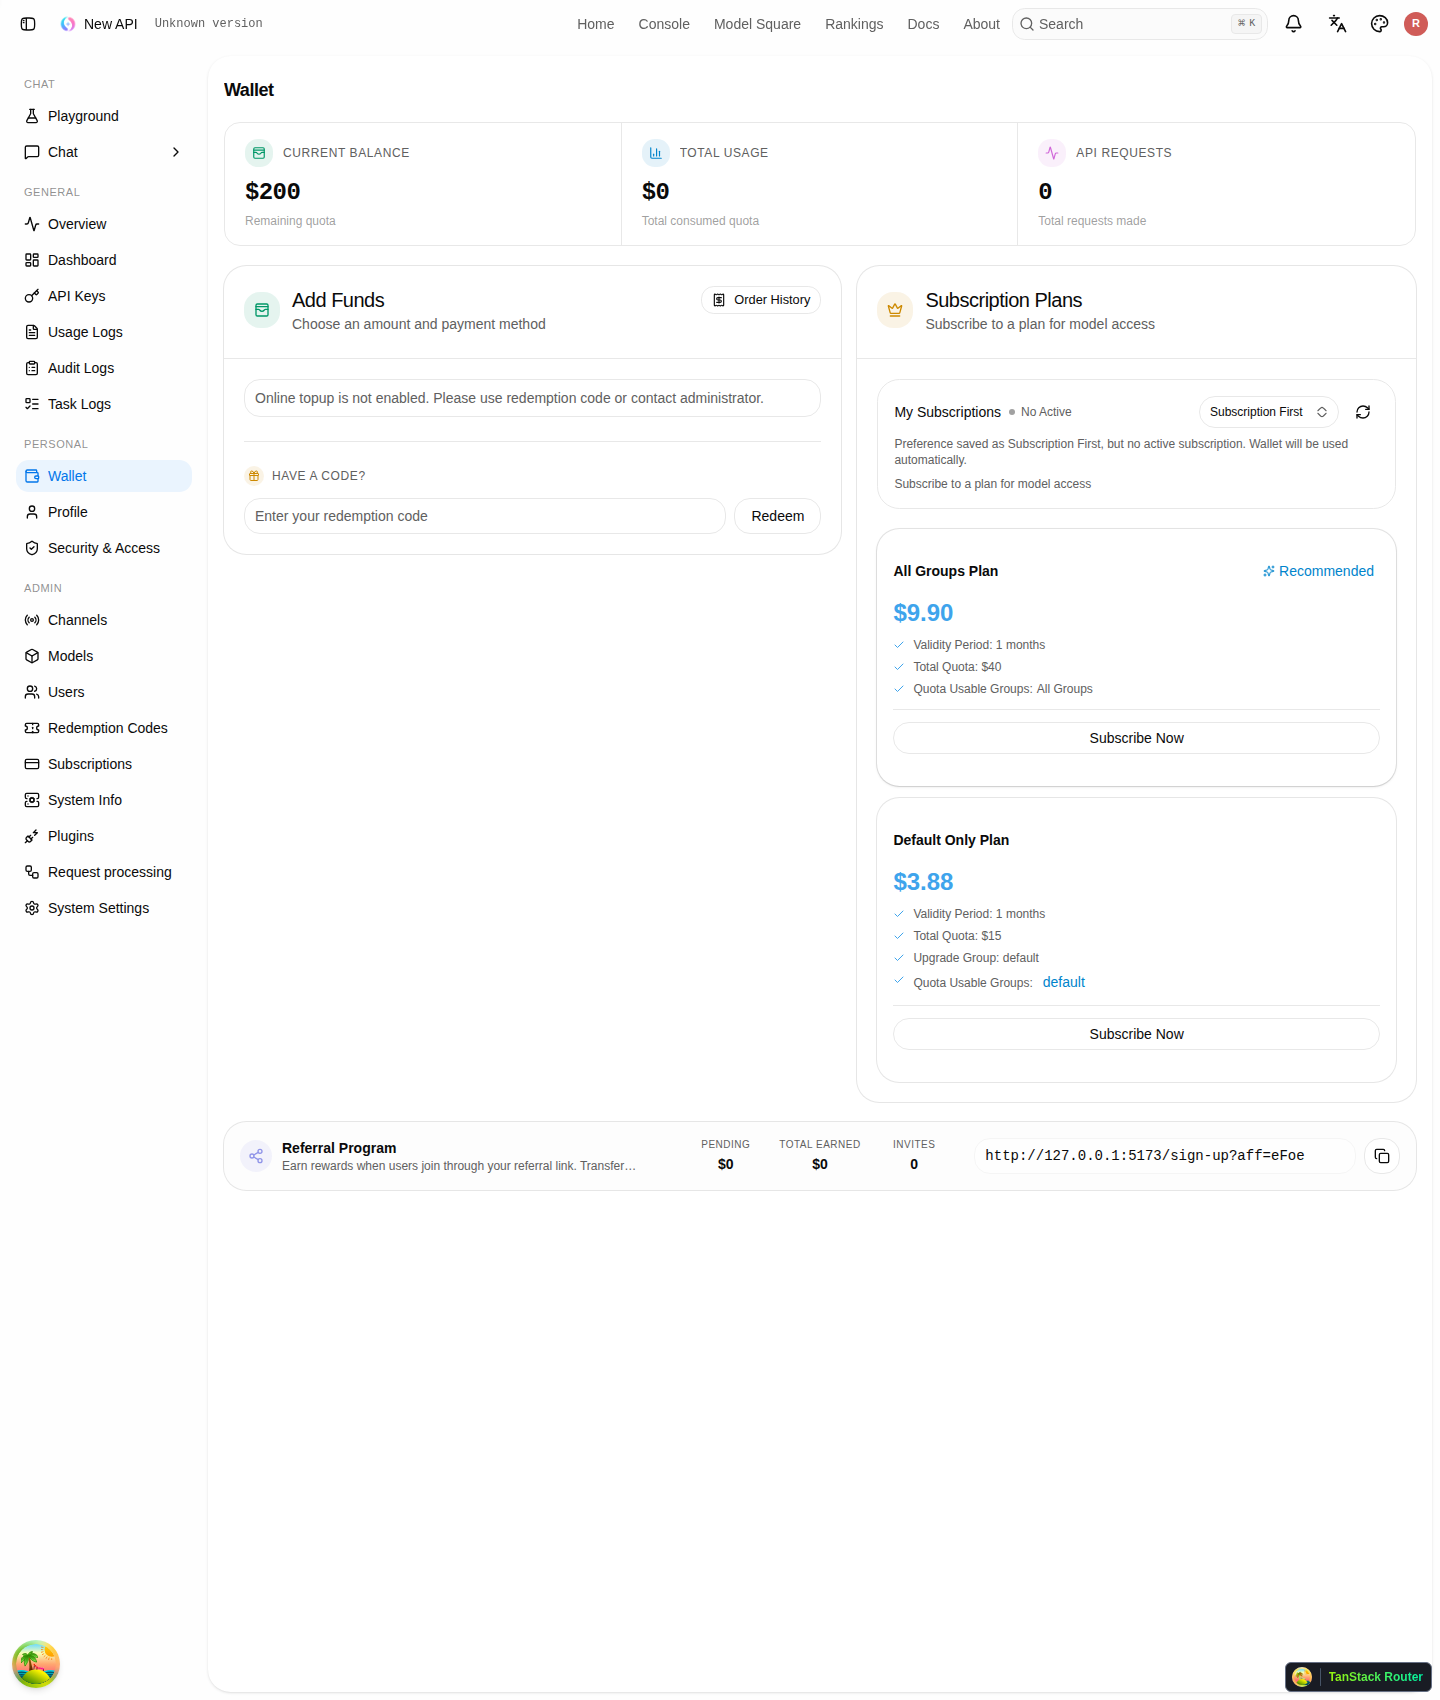 New API
Unknown version
Home
Console
Model Square
Rankings
Docs
About
Search
⌘ K
R
CHAT
Playground
Chat
GENERAL
Overview
Dashboard
API Keys
Usage Logs
Audit Logs
Task Logs
PERSONAL
Wallet
Profile
Security & Access
ADMIN
Channels
Models
Users
Redemption Codes
Subscriptions
System Info
Plugins
Request processing
System Settings
Wallet
CURRENT BALANCE
$200
Remaining quota
TOTAL USAGE
$0
Total consumed quota
API REQUESTS
0
Total requests made
Add Funds
Choose an amount and payment method
Order History
Online topup is not enabled. Please use redemption code or contact administrator.
HAVE A CODE?
Enter your redemption code
Redeem
Subscription Plans
Subscribe to a plan for model access
My Subscriptions
No Active
Subscription First
Preference saved as Subscription First, but no active subscription. Wallet will be used
automatically.
Subscribe to a plan for model access
All Groups Plan
Recommended
$9.90
Validity Period: 1 months
Total Quota: $40
Quota Usable Groups: All Groups
Subscribe Now
Default Only Plan
$3.88
Validity Period: 1 months
Total Quota: $15
Upgrade Group: default
Quota Usable Groups: default
Subscribe Now
Referral Program
Earn rewards when users join through your referral link. Transfer…
PENDING
$0
TOTAL EARNED
$0
INVITES
0
http://127.0.0.1:5173/sign-up?aff=eFoe
TanStack Router